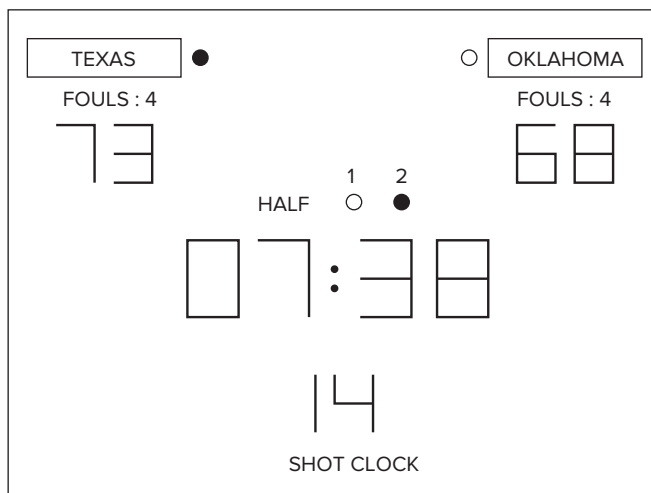 TEXAS OKLAHOMA
FOULS : 4 FOULS : 4
73 68
1 2
HALF
07:38
14
SHOT CLOCK